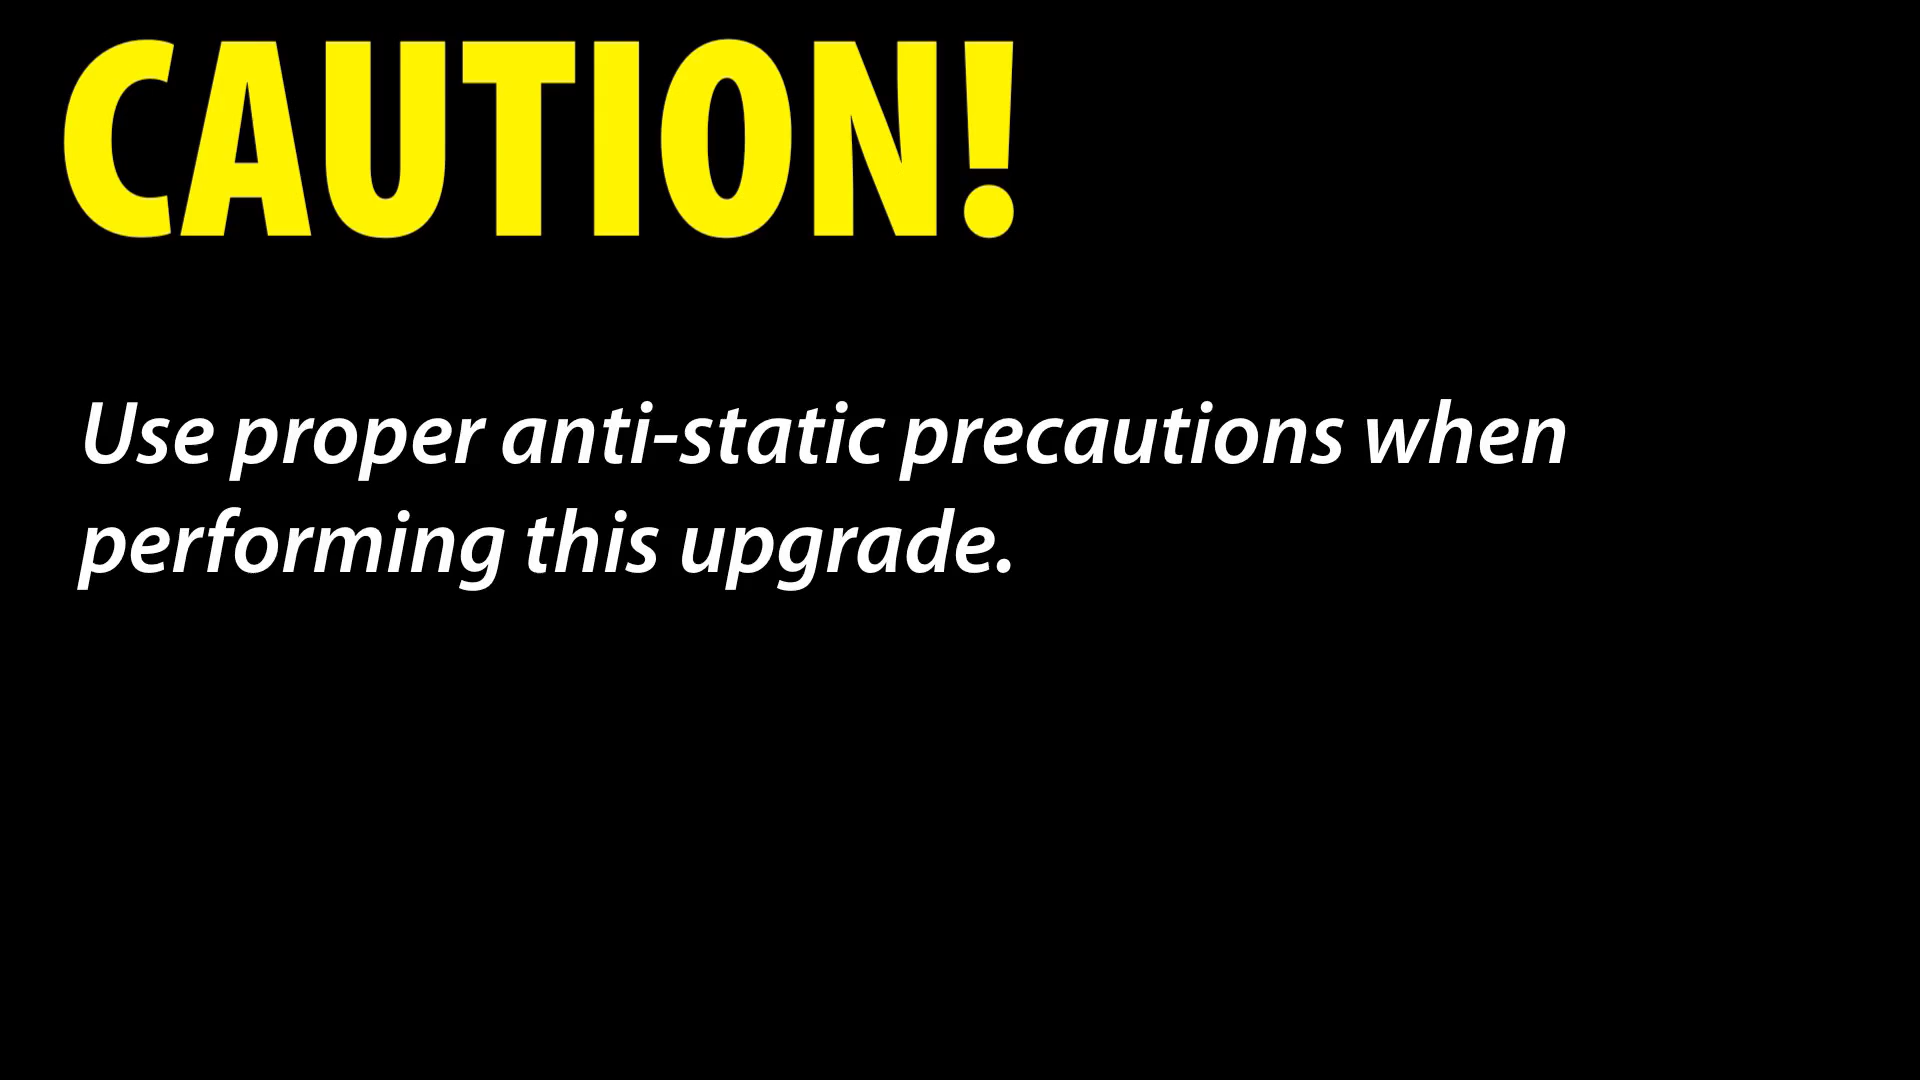 CAUTION!
Use proper anti-static precautions when
performing this upgrade.